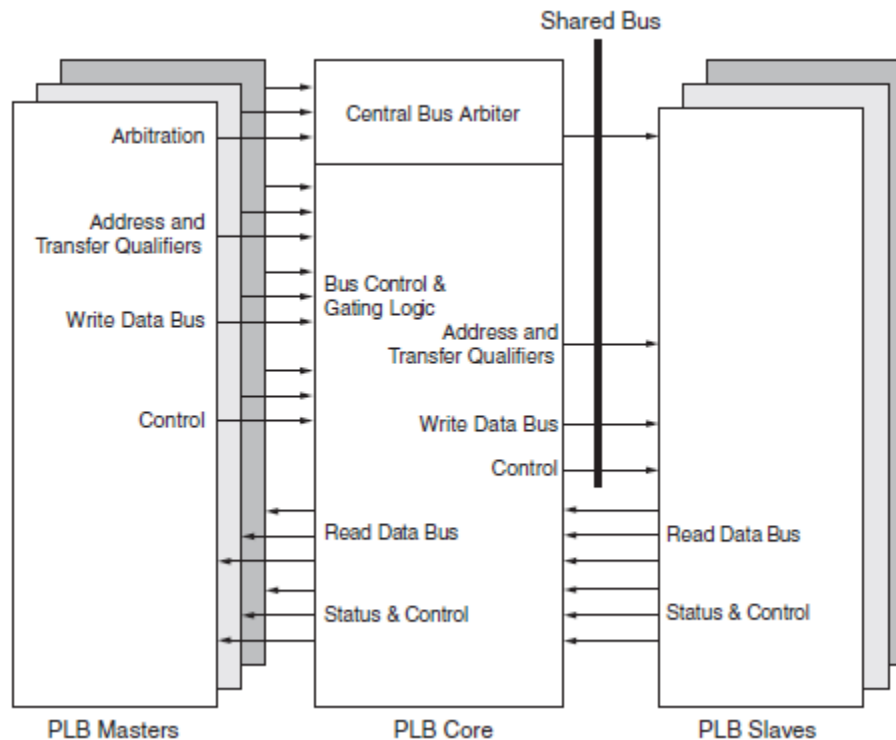 Shared Bus
Central Bus Arbiter
Arbitration
Address and
Transfer Qualifiers
Bus Control &
Gating Logic
Write Data Bus
Address and
Transfer Qualifiers
Control
Write Data Bus
Control
Read Data Bus
Read Data Bus
Status & Control
Status & Control
PLB Masters
PLB Core
PLB Slaves